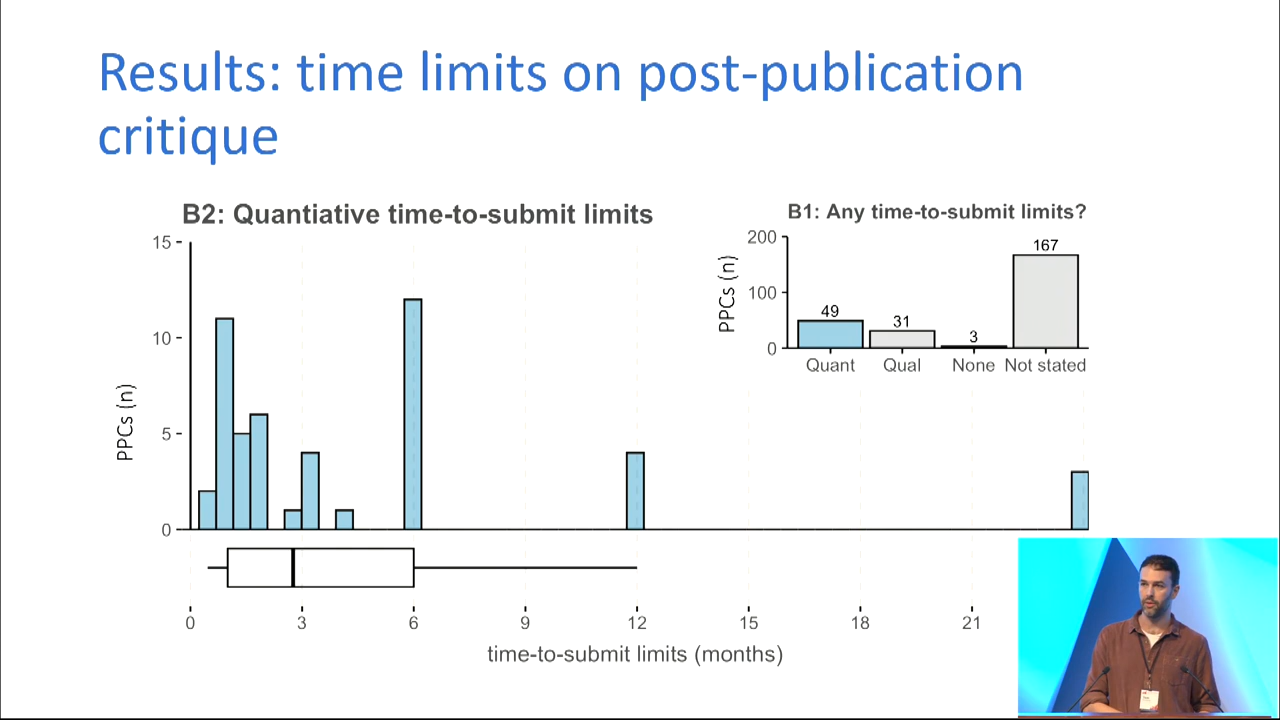 Results: time limits on post-publication
critique
B2: Quantiative time-to-submit limits
15
10
5
0
PPCs (n)
0 3 6 9 12 15 18 21
time-to-submit limits (months)
B1: Any time-to-submit limits?
200
100
0
PPCs (n)
49 31 3 167
Quant Qual None Not stated